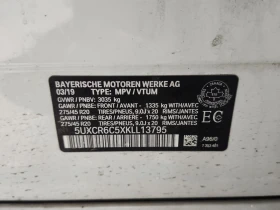 BAYERISCHE MOTOREN WERKE AG
03/19 TYPE: MPV / VTUM
GVWR / PNBV: 3035 kg
GAWR / PNBE: FRONT / AVANT - 1335 kg WITH/AVEC
275/45 R20 TIRES/PNEUS, 9.0J x 20 RIMS/JANTES
GAWR / PNBE: REAR / ARRIERE - 1750 kg WITH/AVEC
275/45 R20 TIRES/PNEUS, 9.0J x 20 RIMS/JANTES
5UXCR6C5XKLL13795
EC
A96/0